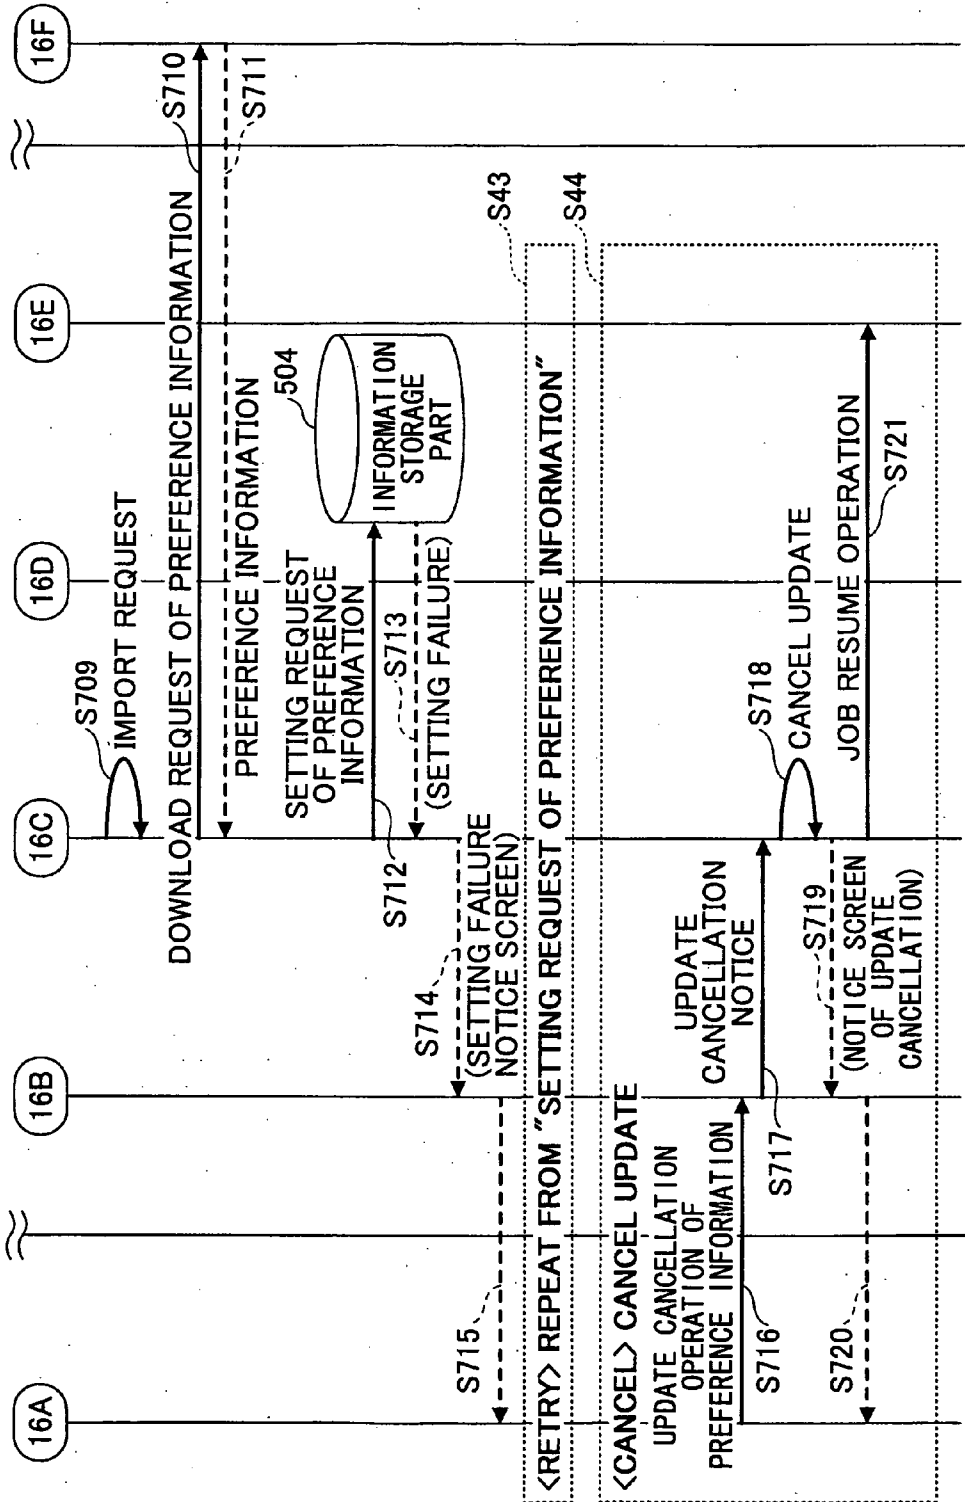 16A
16B
16C
16D
16E
16F
S709
IMPORT REQUEST
DOWNLOAD REQUEST OF PREFERENCE INFORMATION
S710
S711
PREFERENCE INFORMATION
SETTING REQUEST
OF PREFERENCE
INFORMATION
504
INFORMATION
STORAGE
PART
S712
S713
(SETTING FAILURE)
S714
(SETTING FAILURE
NOTICE SCREEN)
S715
S43
<RETRY> REPEAT FROM "SETTING REQUEST OF PREFERENCE INFORMATION"
S44
<CANCEL> CANCEL UPDATE
UPDATE CANCELLATION
OPERATION OF
PREFERENCE INFORMATION
S716
UPDATE
CANCELLATION
NOTICE
S717
S718
CANCEL UPDATE
S719
(NOTICE SCREEN
OF UPDATE
CANCELLATION)
S720
JOB RESUME OPERATION
S721